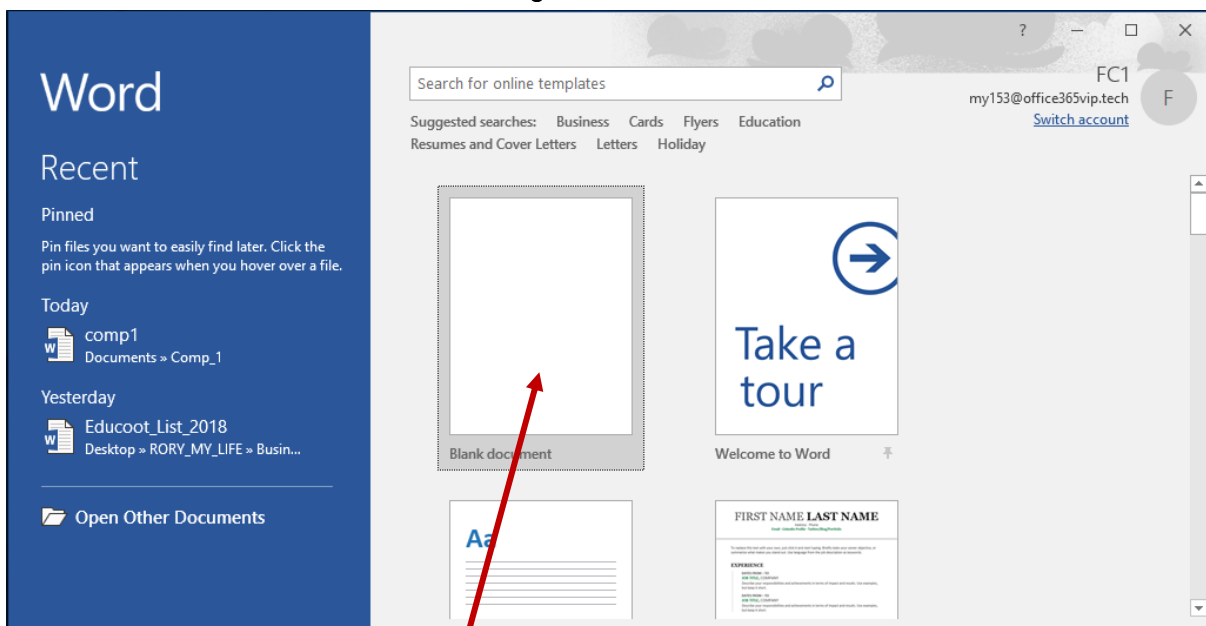 Word
Recent
Pinned
Pin files you want to easily find later. Click the
pin icon that appears when you hover over a file.
Today
comp1
Documents » Comp_1
Yesterday
Educoot_List_2018
Desktop » RORY_MY_LIFE » Busin...
Open Other Documents
?
FC1
my153@office365vip.tech
F
Switch account
Search for online templates
Suggested searches: Business Cards Flyers Education
Resumes and Cover Letters Letters Holiday
Take a
tour
Blank document
Welcome to Word
Aa
FIRST NAME LAST NAME
EXPERIENCE